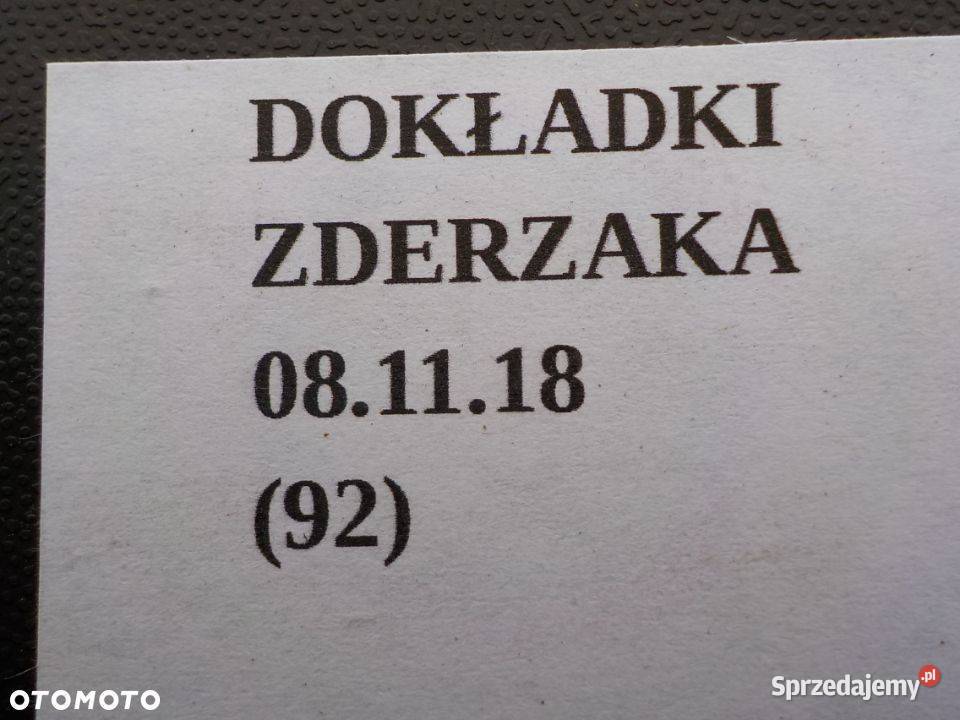 DOKŁADKI
ZDERZAKA
08.11.18
(92)
OTOMOTO
Sprzedajemy.pl